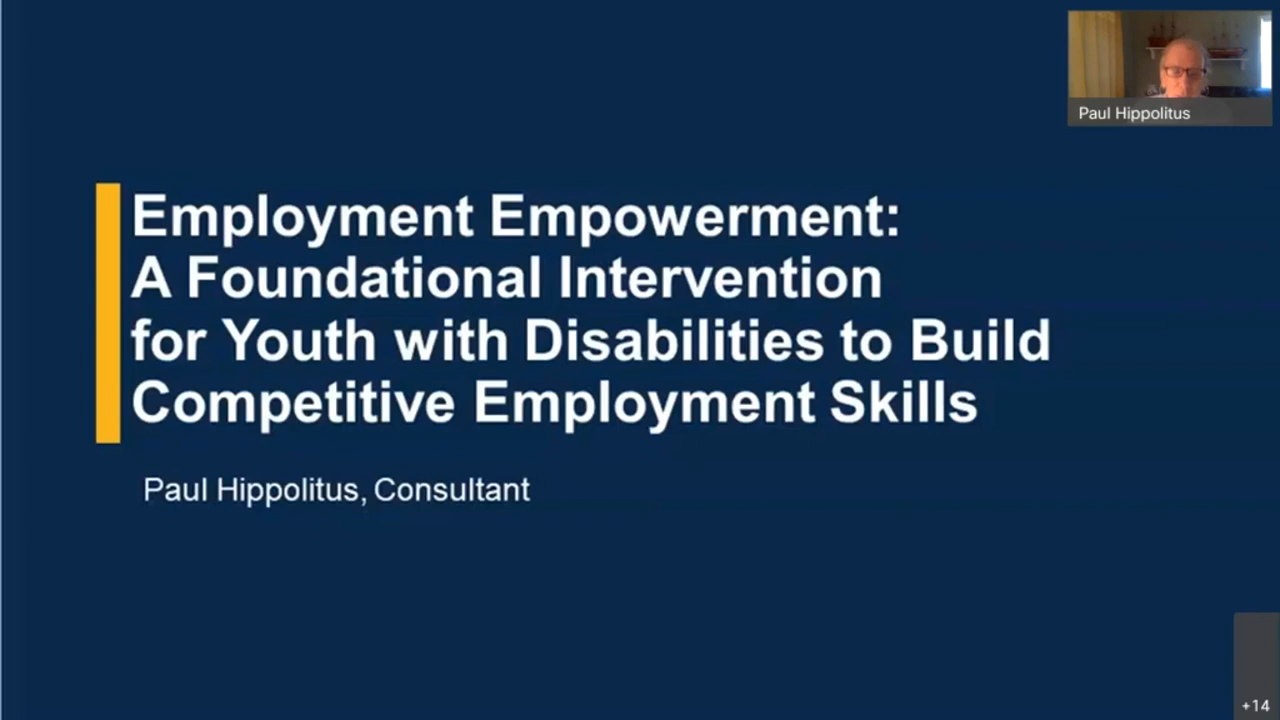 Paul Hippolitus
Employment Empowerment:
A Foundational Intervention
for Youth with Disabilities to Build
Competitive Employment Skills
Paul Hippolitus, Consultant
+14